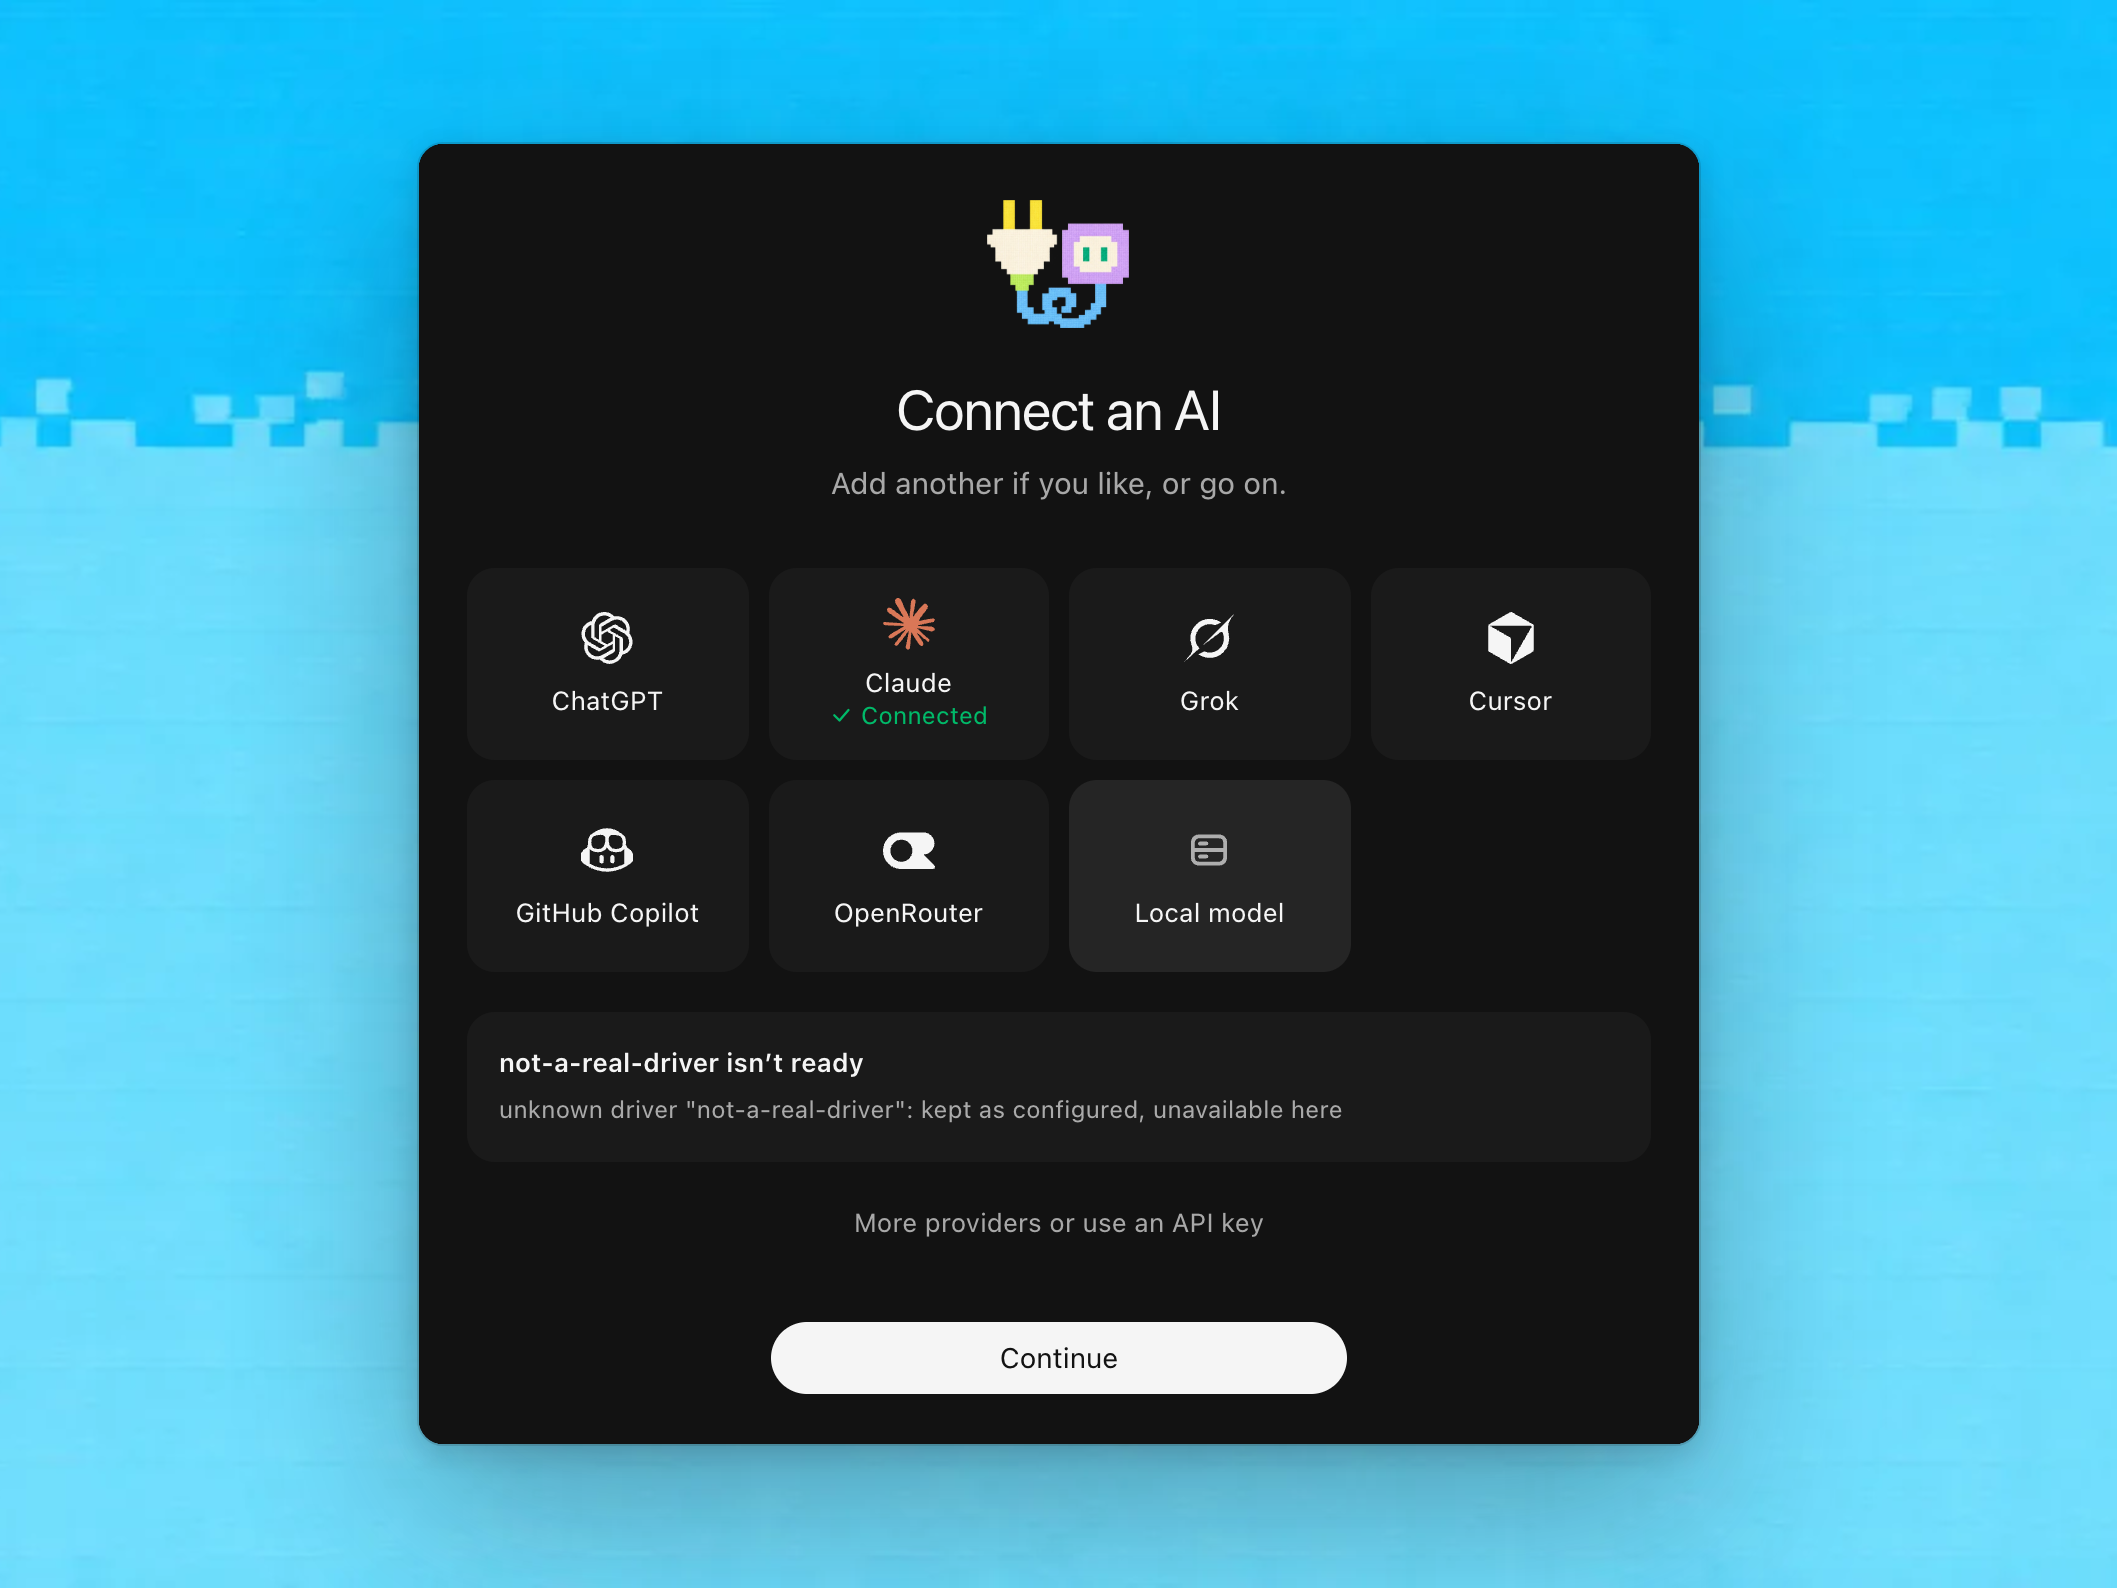 Connect an AI
Add another if you like, or go on.
ChatGPT
Claude
Connected
Grok
Cursor
GitHub Copilot
OpenRouter
Local model
not-a-real-driver isn’t ready
unknown driver "not-a-real-driver": kept as configured, unavailable here
More providers or use an API key
Continue